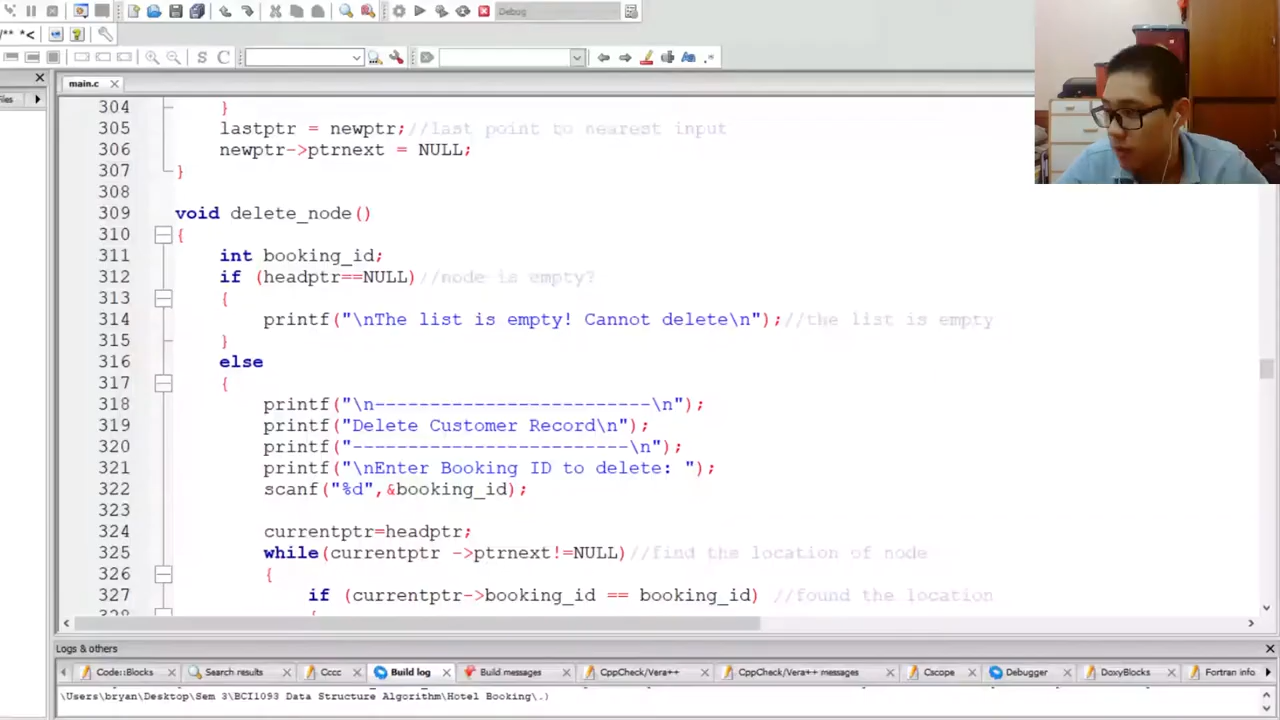 Debug
/** *<
S C
main.c
iles
304 }
305 lastptr = newptr;//last point to nearest input
306 newptr->ptrnext = NULL;
307 }
308
309 void delete_node()
310 {
311 int booking_id;
312 if (headptr==NULL)//node is empty?
313 {
314 printf("\nThe list is empty! Cannot delete\n");//the list is empty
315 }
316 else
317 {
318 printf("\n-------------------------\n");
319 printf("Delete Customer Record\n");
320 printf("-------------------------\n");
321 printf("\nEnter Booking ID to delete: ");
322 scanf("%d",&booking_id);
323
324 currentptr=headptr;
325 while(currentptr ->ptrnext!=NULL)//find the location of node
326 {
327 if (currentptr->booking_id == booking_id) //found the location
328 {
Logs & others
Code::Blocks Search results Cccc Build log Build messages CppCheck/Vera++ CppCheck/Vera++ messages Cscope Debugger DoxyBlocks Fortran info
\Users\bryan\Desktop\Sem 3\BCI1093 Data Structure Algorithm\Hotel Booking\.)